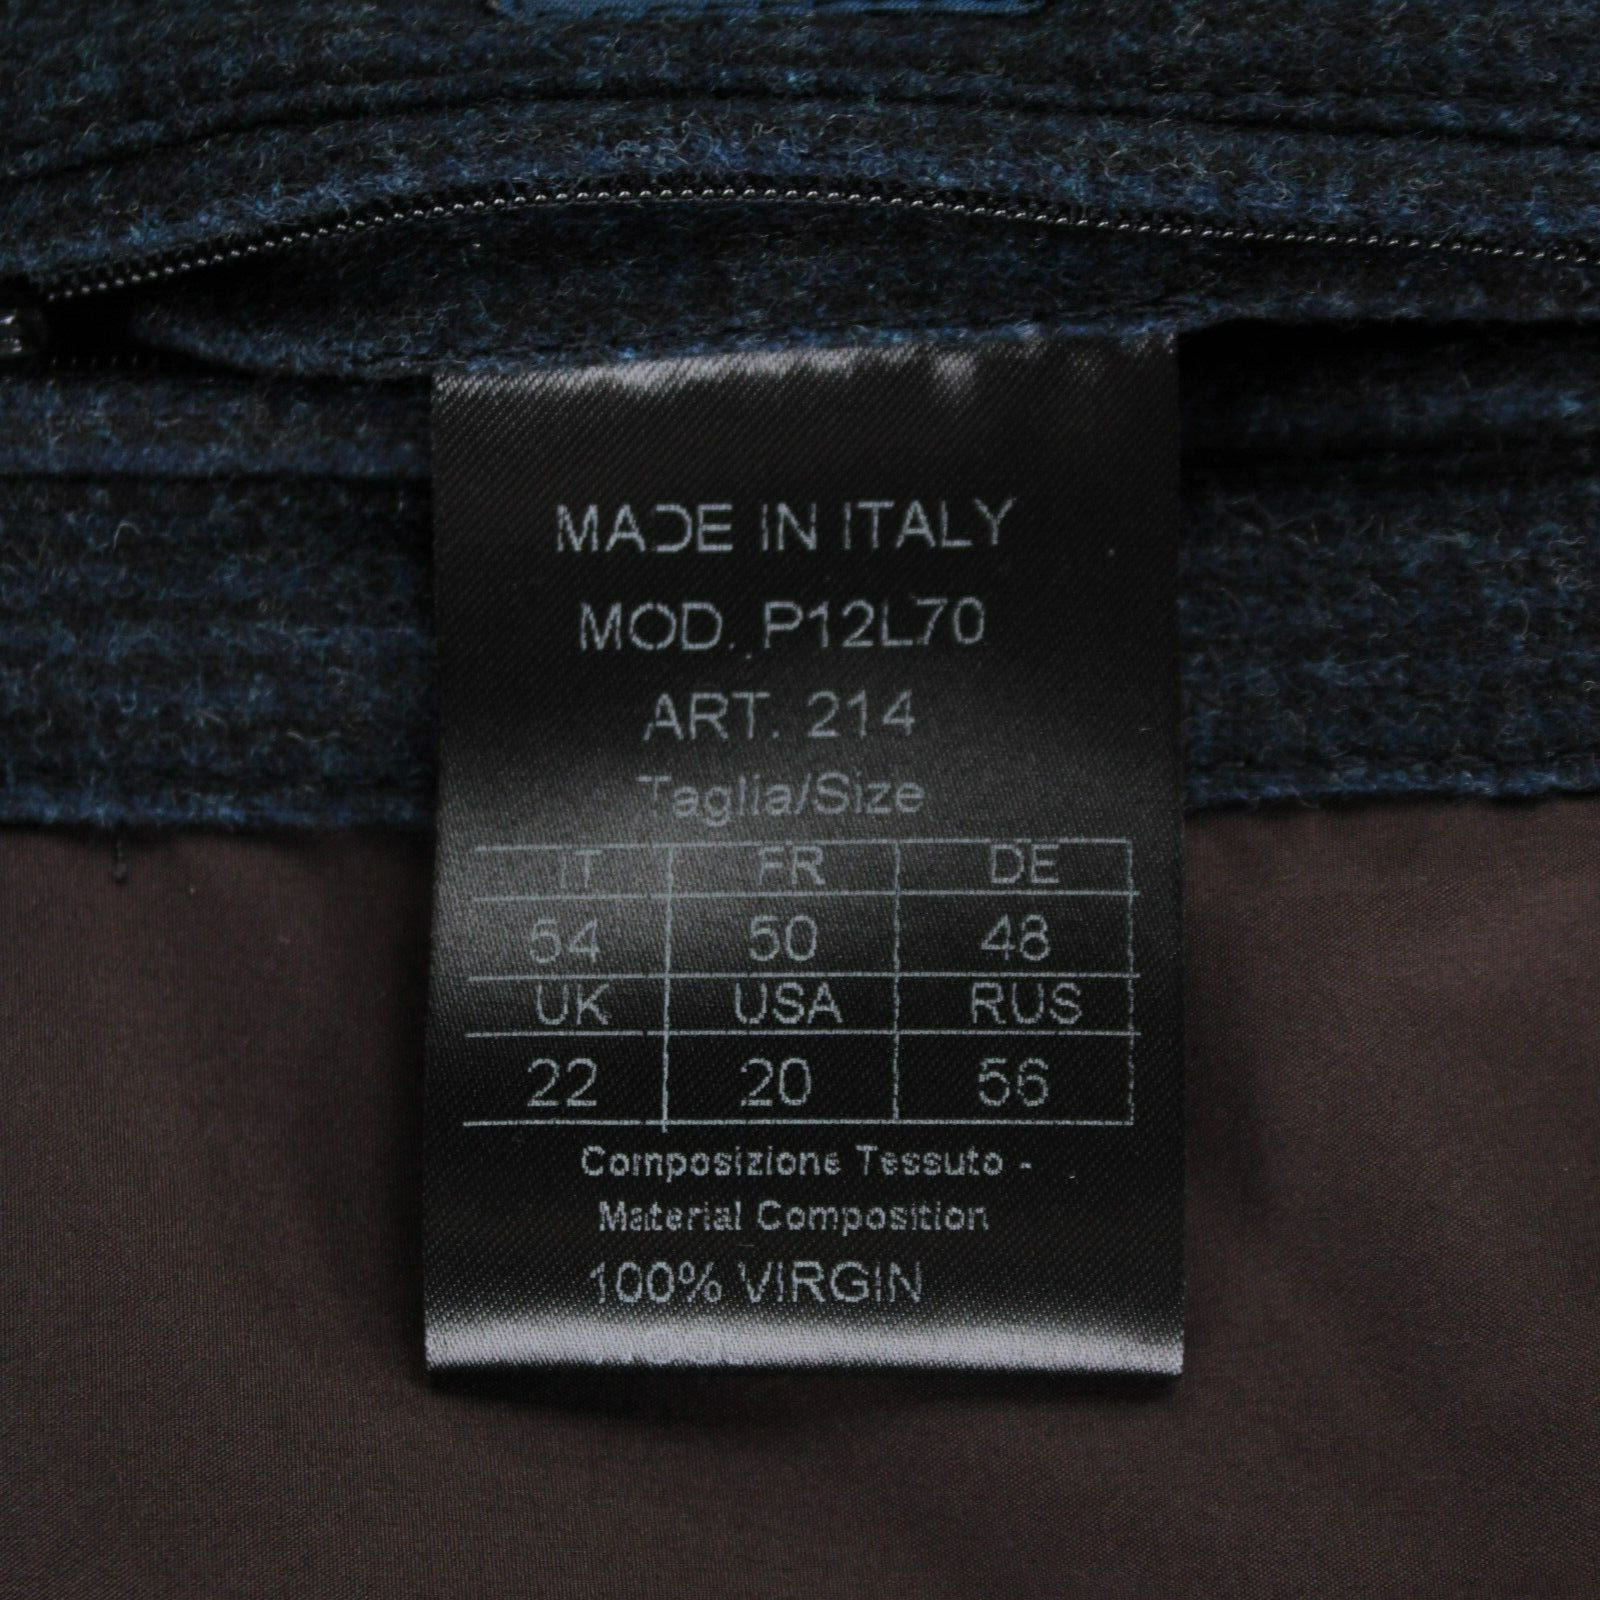 MADE IN ITALY
MOD. P12L70
ART. 214
Taglia/Size
IT FR DE
54 50 48
UK USA RUS
22 20 56
Composizione Tessuto -
Material Composition
100% VIRGIN